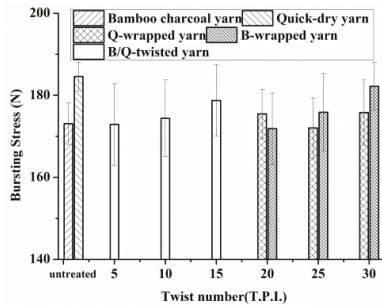 Bamboo charcoal yarn Quick-dry yarn
Q-wrapped yarn B-wrapped yarn
B/Q-twisted yarn
Bursting Stress (N)
200
180
160
140
untreated 5 10 15 20 25 30
Twist number(T.P.I.)